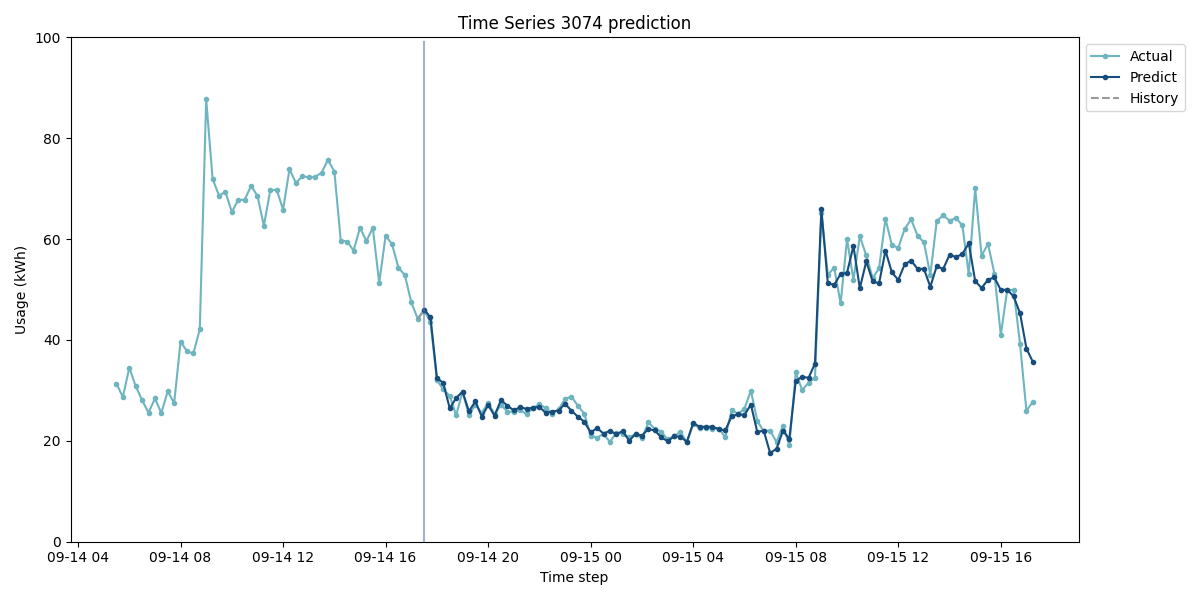 Time Series 3074 prediction
100
80
60
40
20
0
Usage (kWh)
09-14 04
09-14 08
09-14 12
09-14 16
09-14 20
09-15 00
09-15 04
09-15 08
09-15 12
09-15 16
Time step
Actual
Predict
History